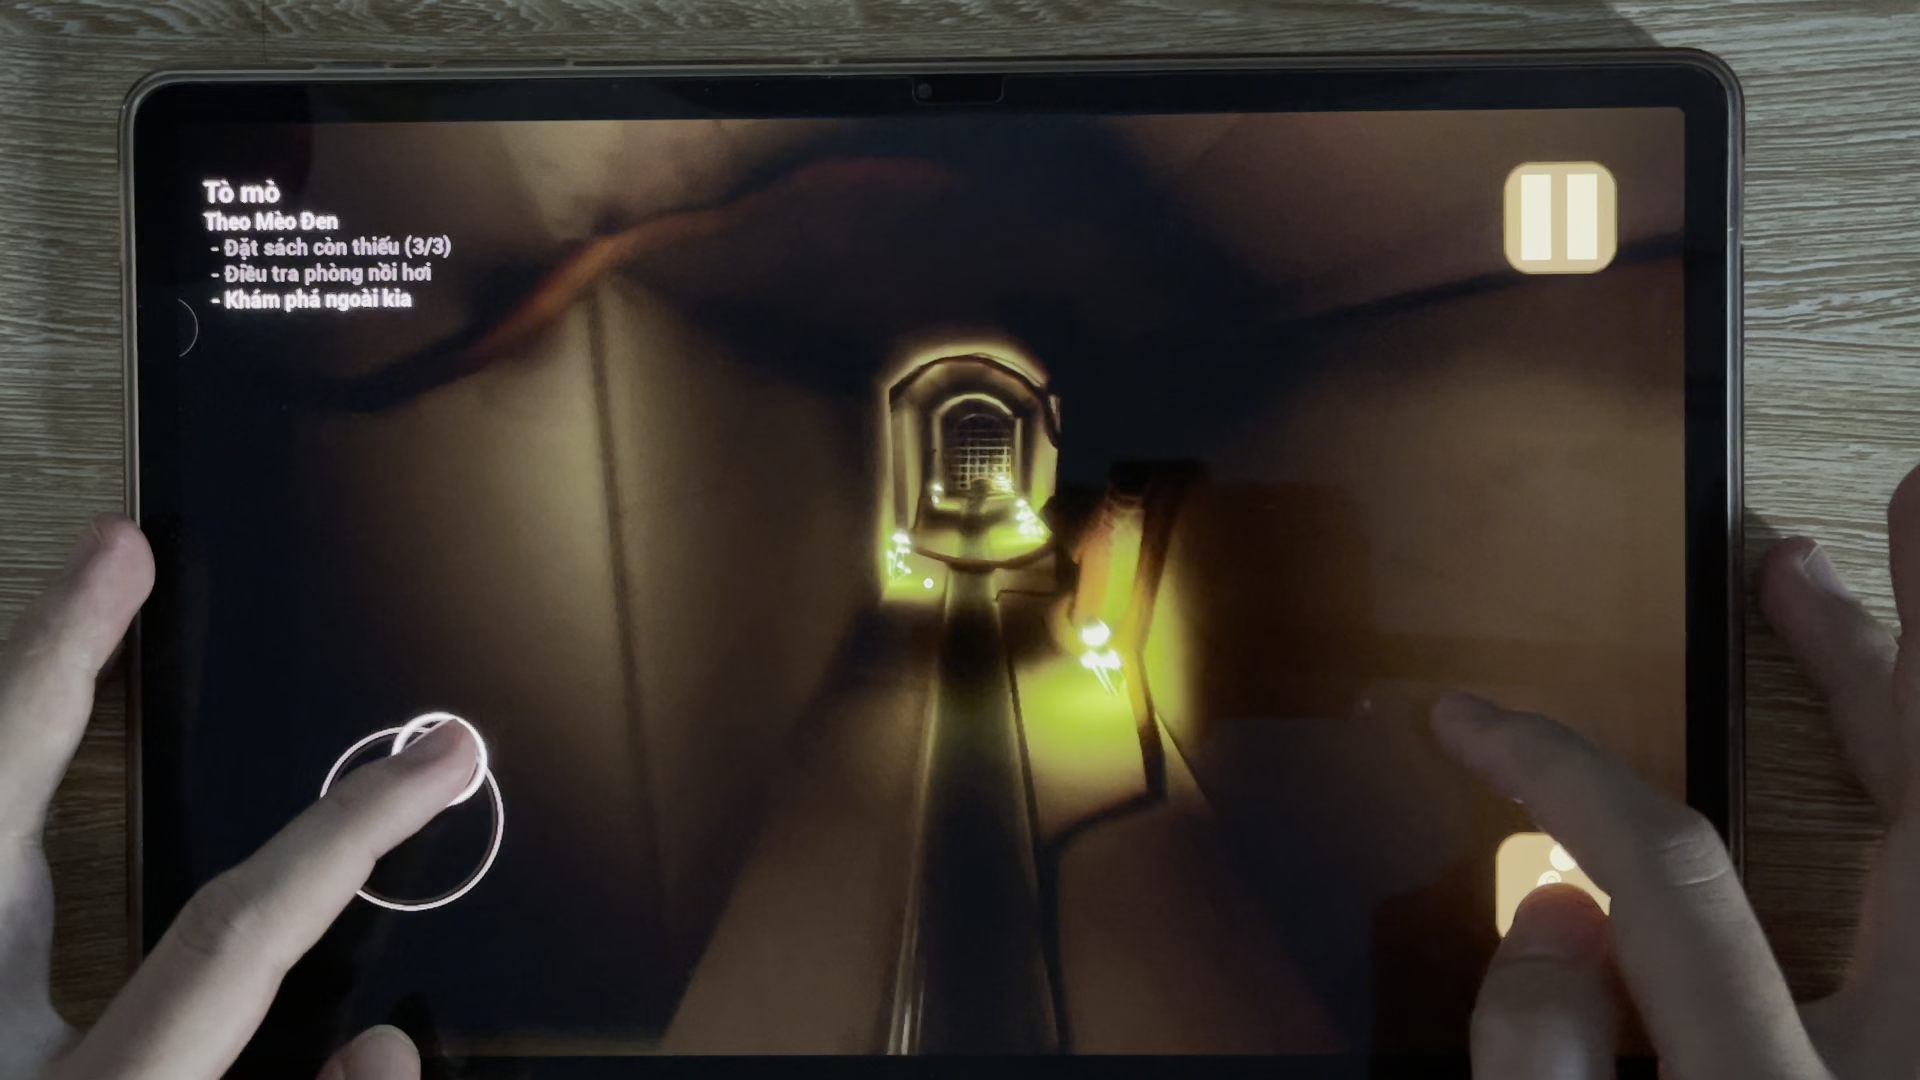 Tò mò
Theo Mèo Đen
- Đặt sách còn thiếu (3/3)
- Điều tra phòng nồi hơi
- Khám phá ngoài kia